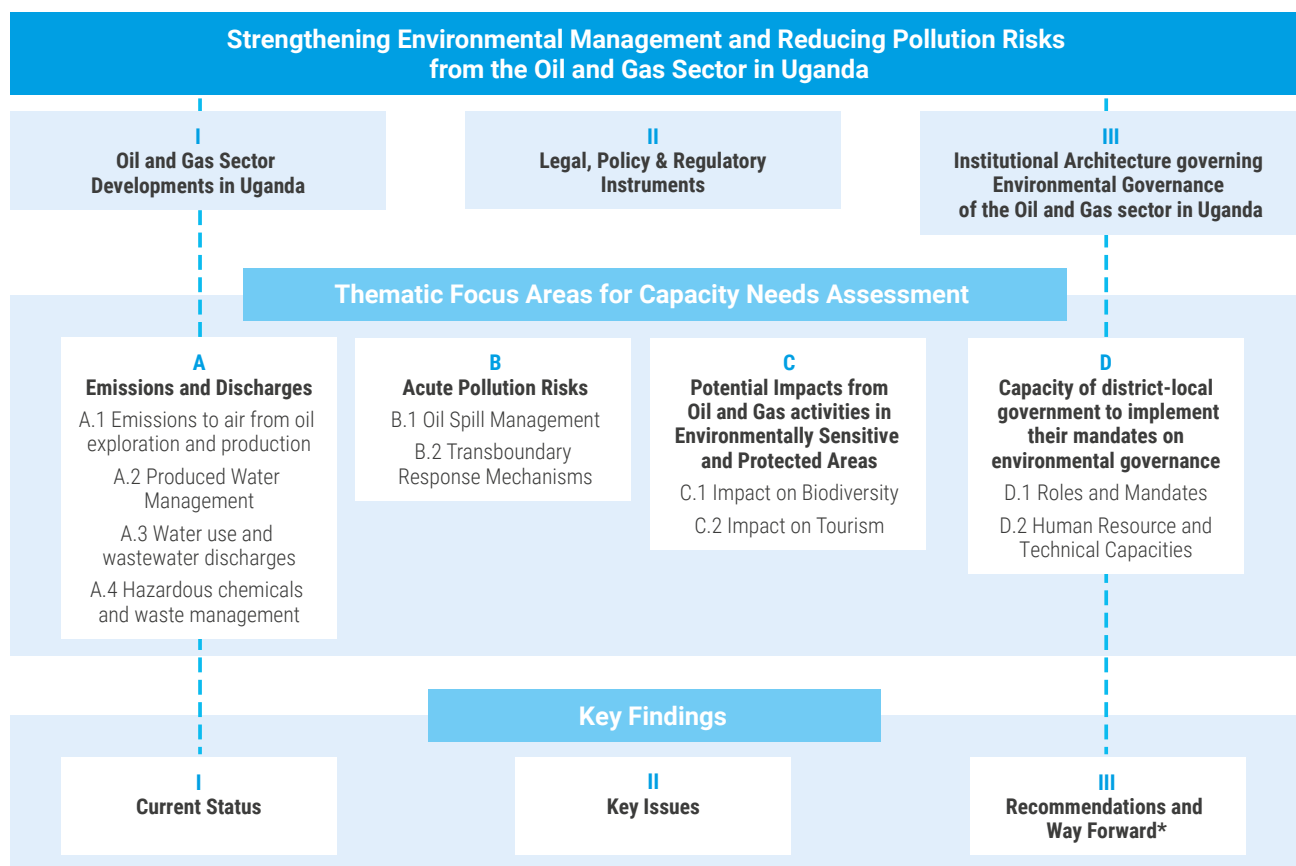 Strengthening Environmental Management and Reducing Pollution Risks
from the Oil and Gas Sector in Uganda
I
Oil and Gas Sector
Developments in Uganda
II
Legal, Policy & Regulatory
Instruments
III
Institutional Architecture governing
Environmental Governance
of the Oil and Gas sector in Uganda
Thematic Focus Areas for Capacity Needs Assessment
A
Emissions and Discharges
A.1 Emissions to air from oil
exploration and production
A.2 Produced Water
Management
A.3 Water use and
wastewater discharges
A.4 Hazardous chemicals
and waste management
B
Acute Pollution Risks
B.1 Oil Spill Management
B.2 Transboundary
Response Mechanisms
C
Potential Impacts from
Oil and Gas activities in
Environmentally Sensitive
and Protected Areas
C.1 Impact on Biodiversity
C.2 Impact on Tourism
D
Capacity of district-local
government to implement
their mandates on
environmental governance
D.1 Roles and Mandates
D.2 Human Resource and
Technical Capacities
Key Findings
I
Current Status
II
Key Issues
III
Recommendations and
Way Forward*